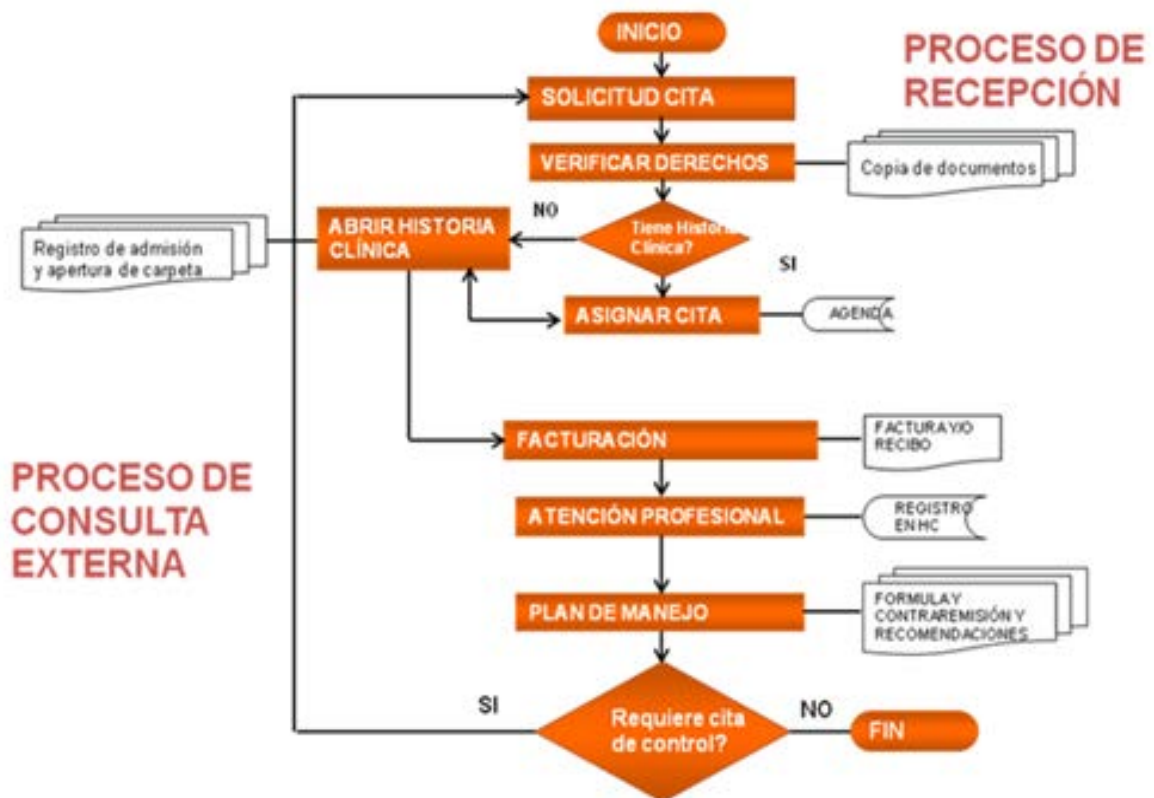 INICIO
PROCESO DE
RECEPCIÓN
SOLICITUD CITA
VERIFICAR DERECHOS
Copia de documentos
NO
Tiene Historia
Clínica?
ABRIR HISTORIA
CLÍNICA
Registro de admisión
y apertura de carpeta
SI
ASIGNAR CITA
AGENDA
FACTURACIÓN
FACTURA Y/O
RECIBO
PROCESO DE
CONSULTA
EXTERNA
ATENCIÓN PROFESIONAL
REGISTRO
EN HC
PLAN DE MANEJO
FORMULA Y
CONTRAREMISIÓN Y
RECOMENDACIONES
SI
Requiere cita
de control?
NO
FIN